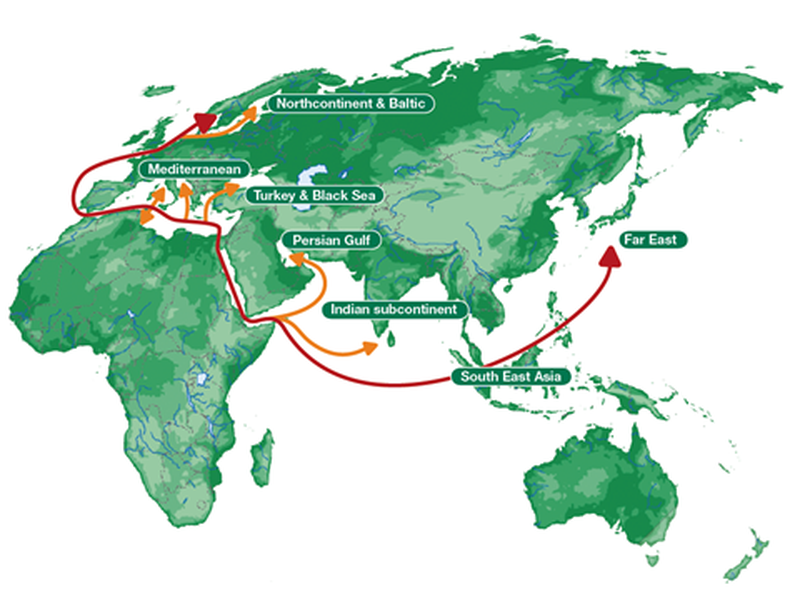 Northcontinent & Baltic
Mediterranean
Turkey & Black Sea
Persian Gulf
Far East
Indian subcontinent
South East Asia